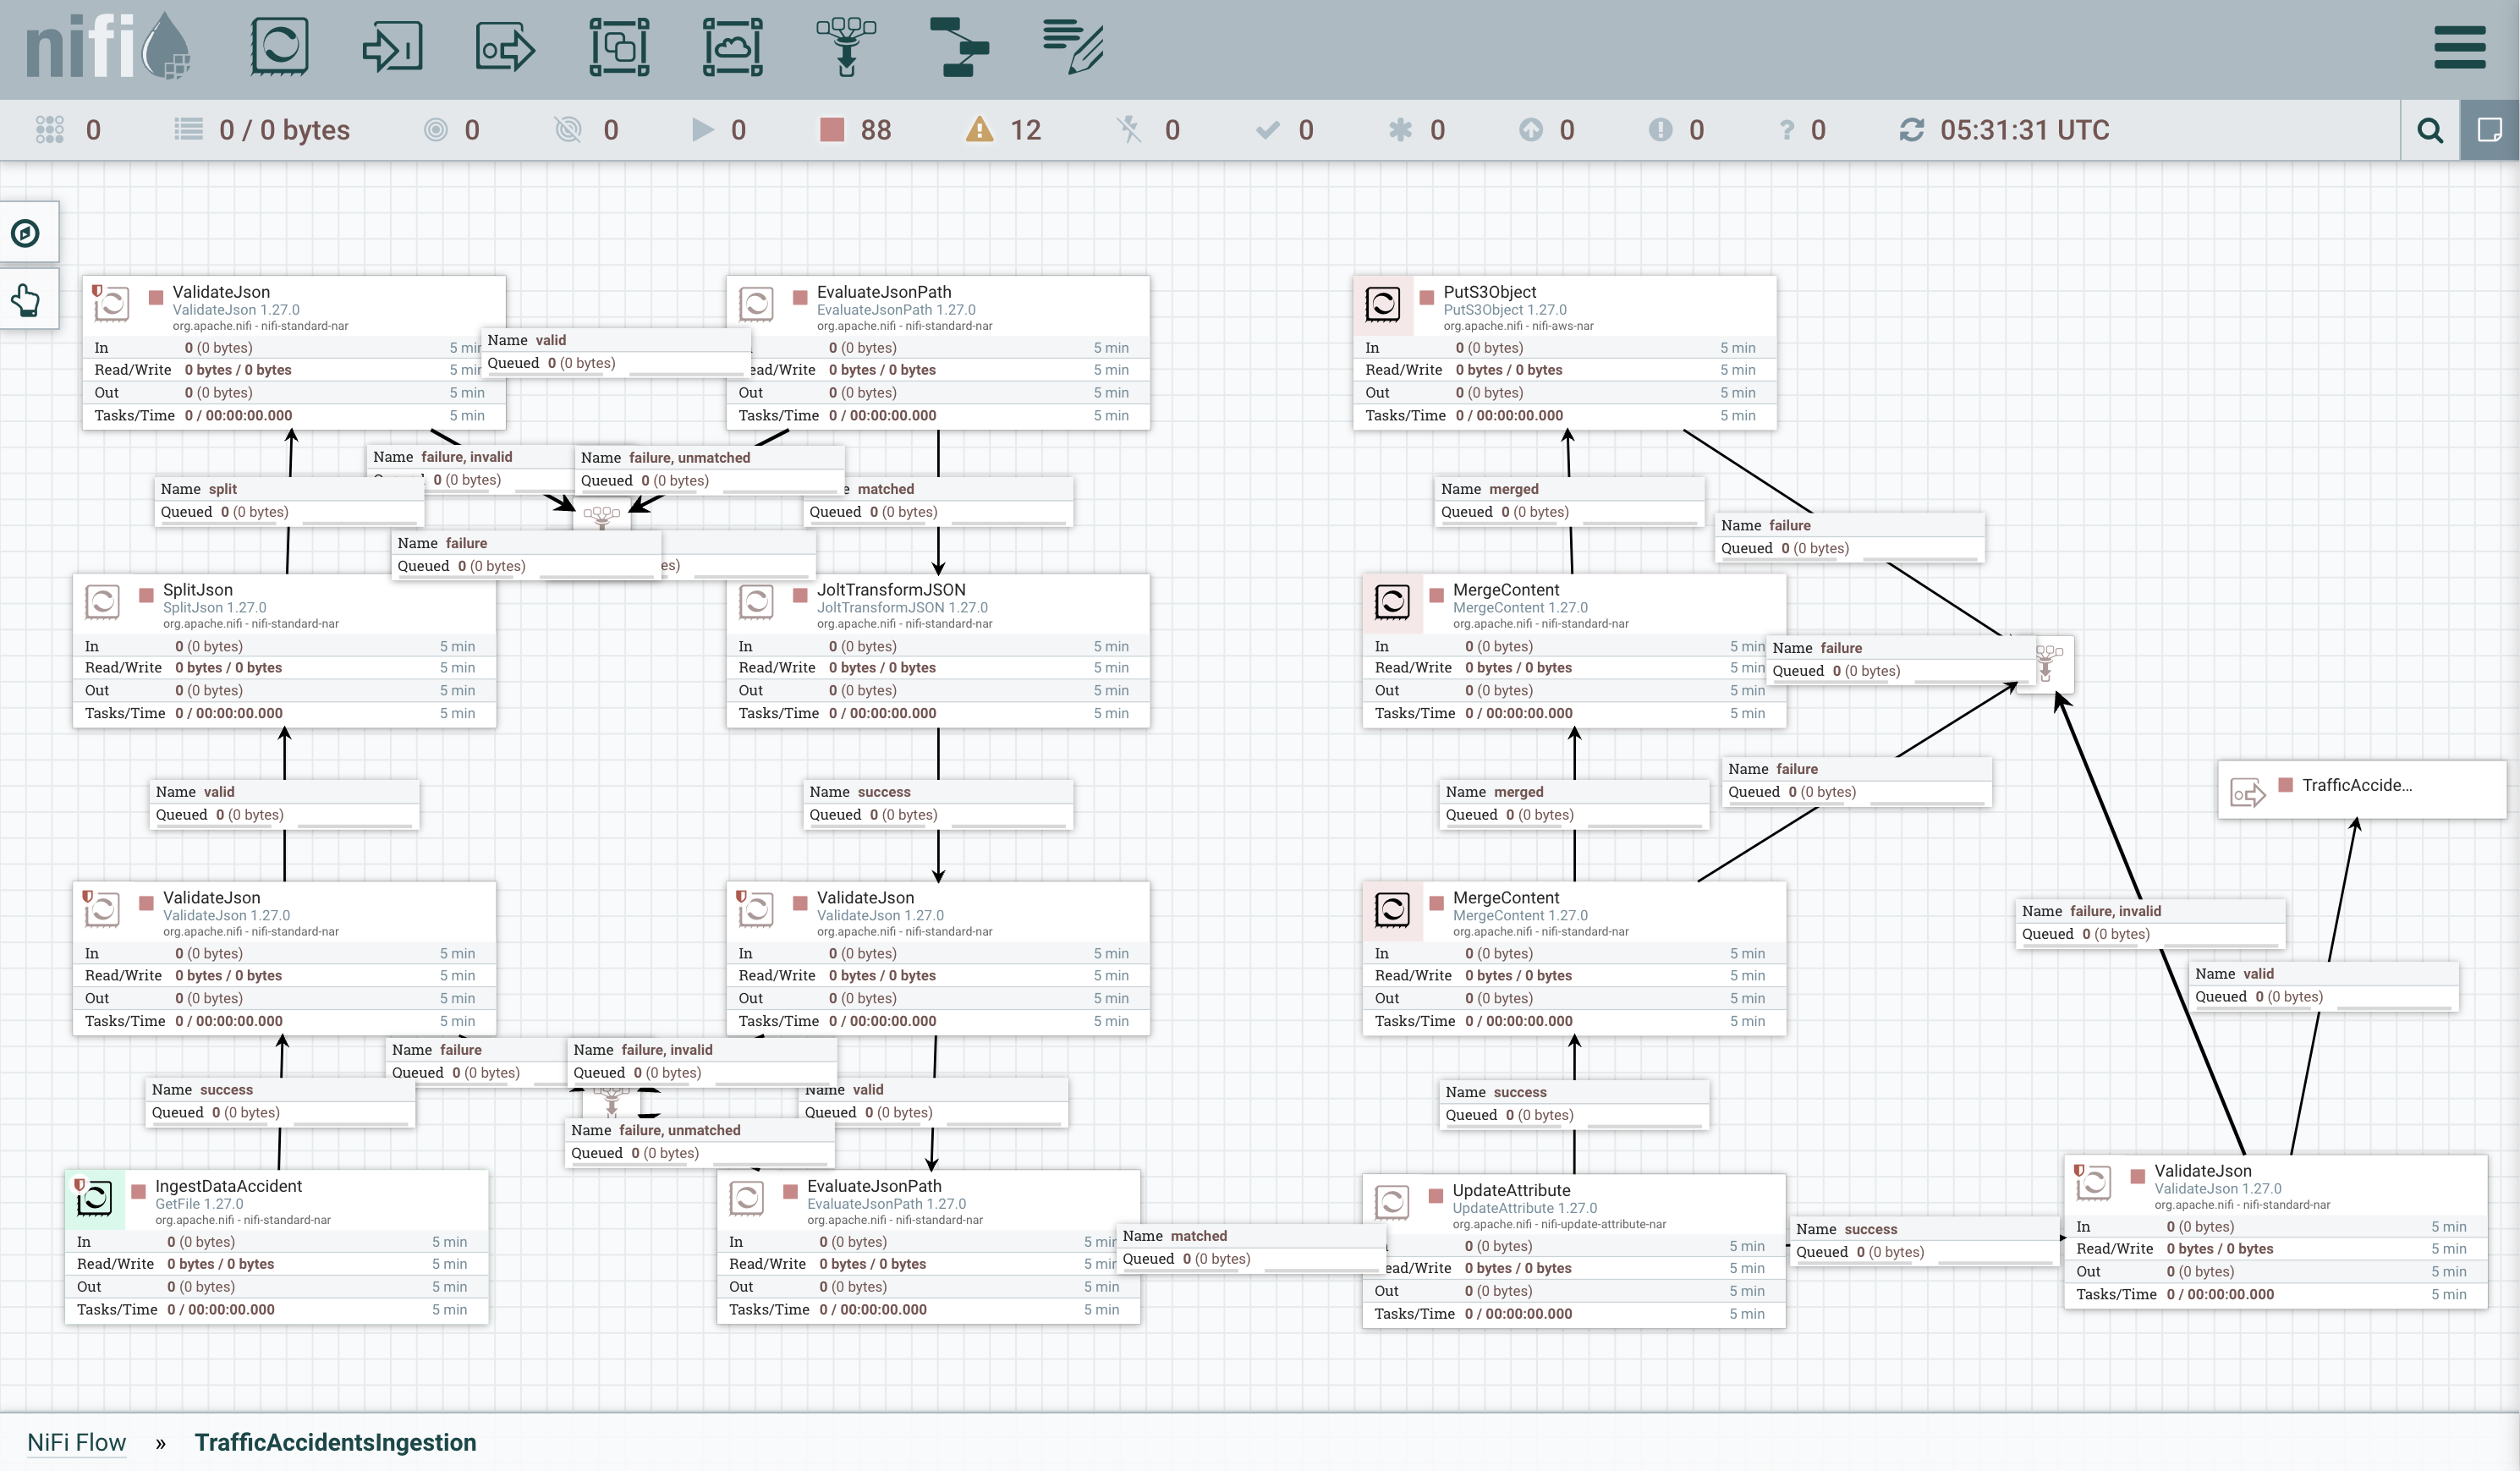 nifi
0 0 / 0 bytes 0 0 0 88 12 0 0 0 0 0 ? 0 05:31:31 UTC
ValidateJson
ValidateJson 1.27.0
org.apache.nifi - nifi-standard-nar
In 0 (0 bytes) 5 min
Read/Write 0 bytes / 0 bytes 5 min
Out 0 (0 bytes) 5 min
Tasks/Time 0 / 00:00:00.000 5 min
Name valid
Queued 0 (0 bytes)
EvaluateJsonPath
EvaluateJsonPath 1.27.0
org.apache.nifi - nifi-standard-nar
0 (0 bytes) 5 min
ead/Write 0 bytes / 0 bytes 5 min
Out 0 (0 bytes) 5 min
Tasks/Time 0 / 00:00:00.000 5 min
PutS3Object
PutS3Object 1.27.0
org.apache.nifi - nifi-aws-nar
In 0 (0 bytes) 5 min
Read/Write 0 bytes / 0 bytes 5 min
Out 0 (0 bytes) 5 min
Tasks/Time 0 / 00:00:00.000 5 min
Name failure, invalid
0 (0 bytes)
Name failure, unmatched
Queued 0 (0 bytes)
Name split
Queued 0 (0 bytes)
matched
Queued 0 (0 bytes)
Name merged
Queued 0 (0 bytes)
Name failure
Queued 0 (0 bytes)
Name failure
Queued 0 (0 bytes)
es)
SplitJson
SplitJson 1.27.0
org.apache.nifi - nifi-standard-nar
In 0 (0 bytes) 5 min
Read/Write 0 bytes / 0 bytes 5 min
Out 0 (0 bytes) 5 min
Tasks/Time 0 / 00:00:00.000 5 min
JoltTransformJSON
JoltTransformJSON 1.27.0
org.apache.nifi - nifi-standard-nar
In 0 (0 bytes) 5 min
Read/Write 0 bytes / 0 bytes 5 min
Out 0 (0 bytes) 5 min
Tasks/Time 0 / 00:00:00.000 5 min
MergeContent
MergeContent 1.27.0
org.apache.nifi - nifi-standard-nar
In 0 (0 bytes) 5 min
Read/Write 0 bytes / 0 bytes 5 min
Out 0 (0 bytes) 5 min
Tasks/Time 0 / 00:00:00.000 5 min
Name failure
Queued 0 (0 bytes)
Name valid
Queued 0 (0 bytes)
Name success
Queued 0 (0 bytes)
Name merged
Queued 0 (0 bytes)
Name failure
Queued 0 (0 bytes)
TrafficAccide...
ValidateJson
ValidateJson 1.27.0
org.apache.nifi - nifi-standard-nar
In 0 (0 bytes) 5 min
Read/Write 0 bytes / 0 bytes 5 min
Out 0 (0 bytes) 5 min
Tasks/Time 0 / 00:00:00.000 5 min
ValidateJson
ValidateJson 1.27.0
org.apache.nifi - nifi-standard-nar
In 0 (0 bytes) 5 min
Read/Write 0 bytes / 0 bytes 5 min
Out 0 (0 bytes) 5 min
Tasks/Time 0 / 00:00:00.000 5 min
MergeContent
MergeContent 1.27.0
org.apache.nifi - nifi-standard-nar
In 0 (0 bytes) 5 min
Read/Write 0 bytes / 0 bytes 5 min
Out 0 (0 bytes) 5 min
Tasks/Time 0 / 00:00:00.000 5 min
Name failure, invalid
Queued 0 (0 bytes)
Name valid
Queued 0 (0 bytes)
Name failure
Queued 0 (0 bytes)
Name failure, invalid
Queued 0 (0 bytes)
Name success
Queued 0 (0 bytes)
Name valid
Queued 0 (0 bytes)
Name failure, unmatched
Queued 0 (0 bytes)
Name success
Queued 0 (0 bytes)
IngestDataAccident
GetFile 1.27.0
org.apache.nifi - nifi-standard-nar
In 0 (0 bytes) 5 min
Read/Write 0 bytes / 0 bytes 5 min
Out 0 (0 bytes) 5 min
Tasks/Time 0 / 00:00:00.000 5 min
EvaluateJsonPath
EvaluateJsonPath 1.27.0
org.apache.nifi - nifi-standard-nar
In 0 (0 bytes) 5 min
Read/Write 0 bytes / 0 bytes 5 min
Out 0 (0 bytes) 5 min
Tasks/Time 0 / 00:00:00.000 5 min
Name matched
Queued 0 (0 bytes)
UpdateAttribute
UpdateAttribute 1.27.0
org.apache.nifi - nifi-update-attribute-nar
0 (0 bytes) 5 min
ead/Write 0 bytes / 0 bytes 5 min
Out 0 (0 bytes) 5 min
Tasks/Time 0 / 00:00:00.000 5 min
Name success
Queued 0 (0 bytes)
ValidateJson
ValidateJson 1.27.0
org.apache.nifi - nifi-standard-nar
In 0 (0 bytes) 5 min
Read/Write 0 bytes / 0 bytes 5 min
Out 0 (0 bytes) 5 min
Tasks/Time 0 / 00:00:00.000 5 min
NiFi Flow » TrafficAccidentsIngestion